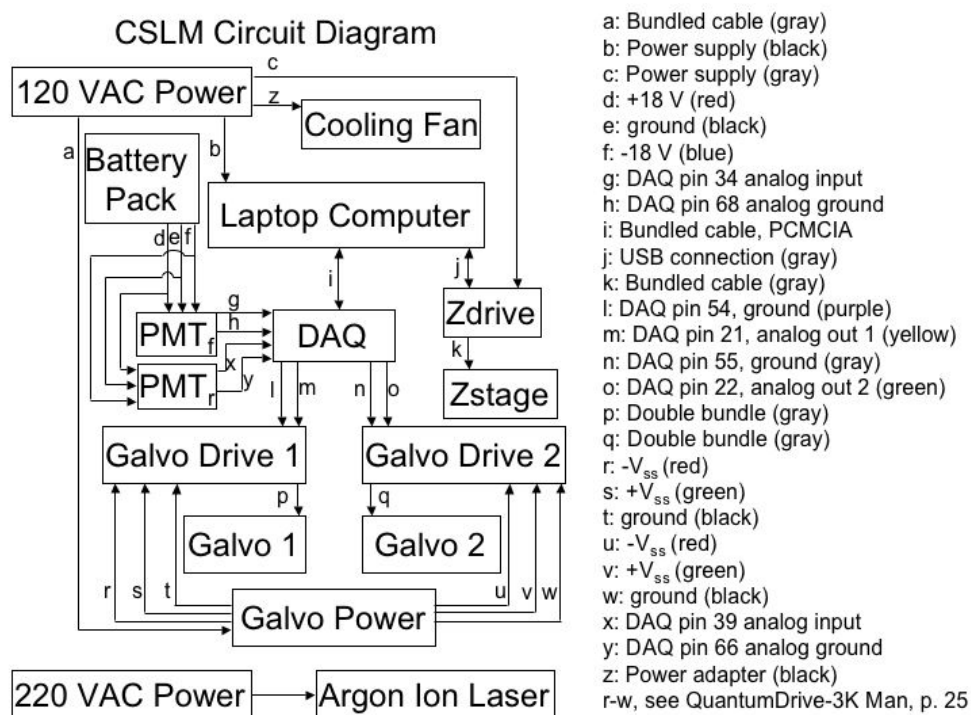 CSLM Circuit Diagram
120 VAC Power
c
z
Cooling Fan
a
b
Battery
Pack
Laptop Computer
d
e
f
i
j
g
h
PMTf
DAQ
Zdrive
x
k
PMTr
y
Zstage
l
m
n
o
Galvo Drive 1
Galvo Drive 2
p
q
Galvo 1
Galvo 2
r
s
t
u
v
w
Galvo Power
220 VAC Power
Argon Ion Laser
a: Bundled cable (gray)
b: Power supply (black)
c: Power supply (gray)
d: +18 V (red)
e: ground (black)
f: -18 V (blue)
g: DAQ pin 34 analog input
h: DAQ pin 68 analog ground
i: Bundled cable, PCMCIA
j: USB connection (gray)
k: Bundled cable (gray)
l: DAQ pin 54, ground (purple)
m: DAQ pin 21, analog out 1 (yellow)
n: DAQ pin 55, ground (gray)
o: DAQ pin 22, analog out 2 (green)
p: Double bundle (gray)
q: Double bundle (gray)
r: -Vss (red)
s: +Vss (green)
t: ground (black)
u: -Vss (red)
v: +Vss (green)
w: ground (black)
x: DAQ pin 39 analog input
y: DAQ pin 66 analog ground
z: Power adapter (black)
r-w, see QuantumDrive-3K Man, p. 25